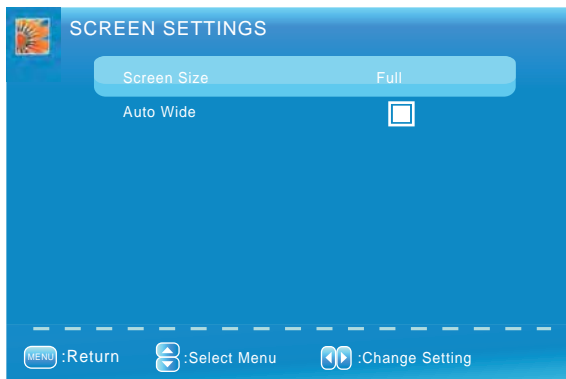 SCREEN SETTINGS
Screen Size Full
Auto Wide
MENU :Return :Select Menu :Change Setting